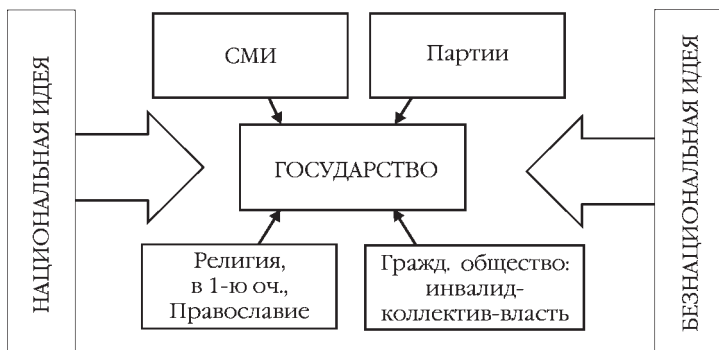 НАЦИОНАЛЬНАЯ ИДЕЯ
СМИ
Партии
ГОСУДАРСТВО
Религия,
в 1-ю оч.,
Православие
Гражд. общество:
инвалид-
коллектив-власть
БЕЗНАЦИОНАЛЬНАЯ ИДЕЯ